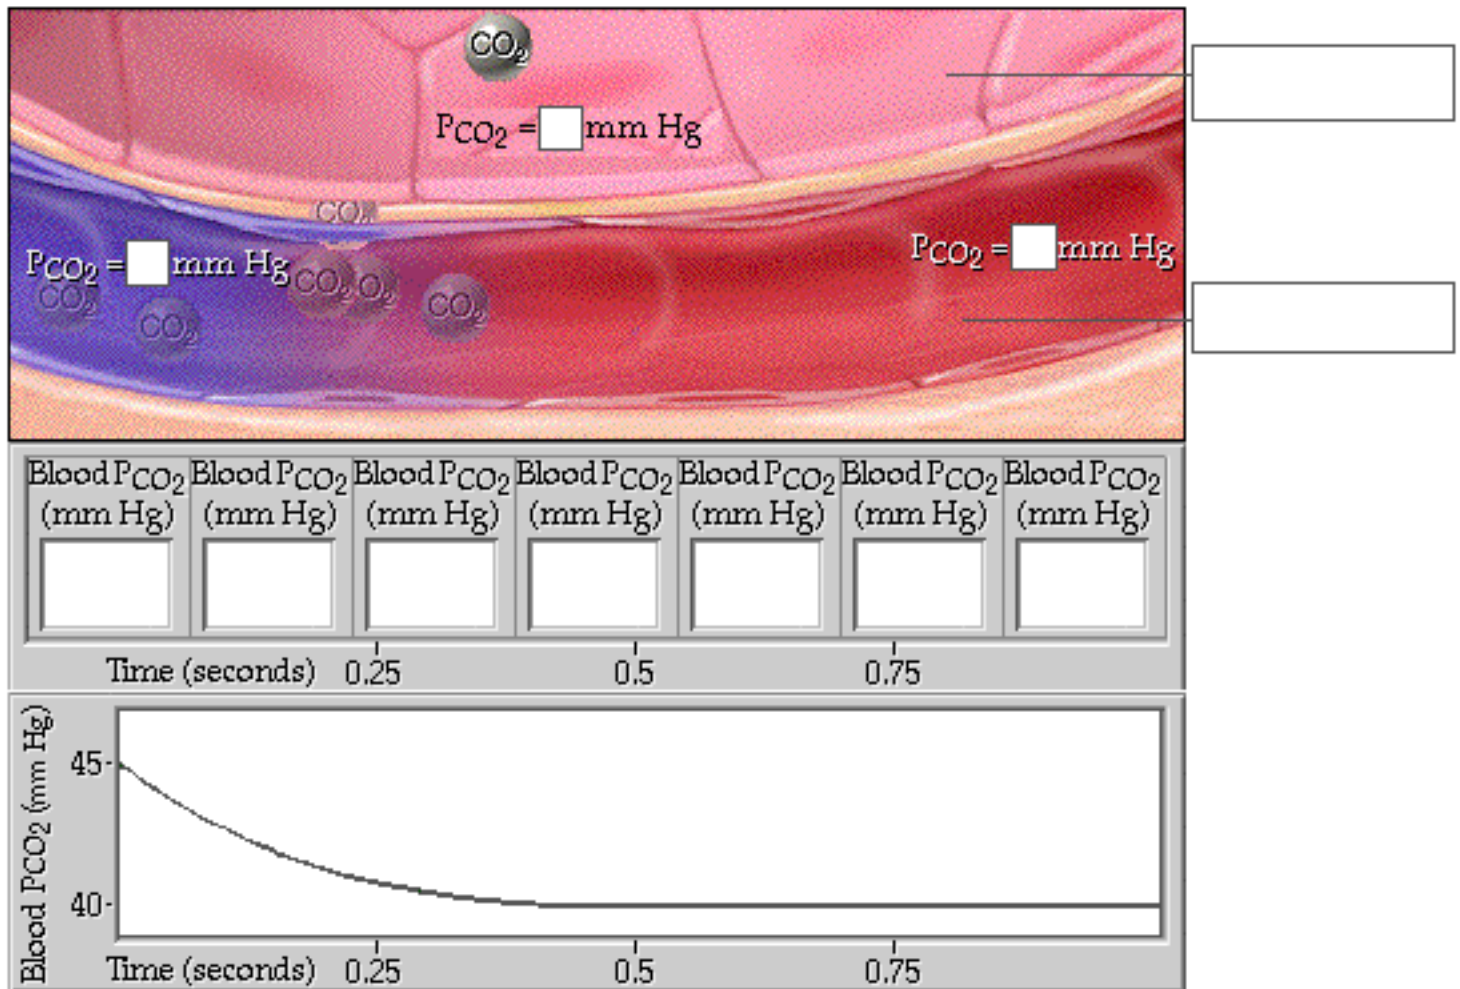 CO2
PCO2 = mm Hg
CO2
PCO2 = mm Hg
PCO2 = mm Hg
CO2
O2
CO2
CO2
CO2
Blood PCO2 Blood PCO2 Blood PCO2 Blood PCO2 Blood PCO2 Blood PCO2 Blood PCO2
(mm Hg) (mm Hg) (mm Hg) (mm Hg) (mm Hg) (mm Hg) (mm Hg)
Time (seconds) 0.25 0.5 0.75
Blood PCO2 (mm Hg)
45
40
Time (seconds) 0.25 0.5 0.75